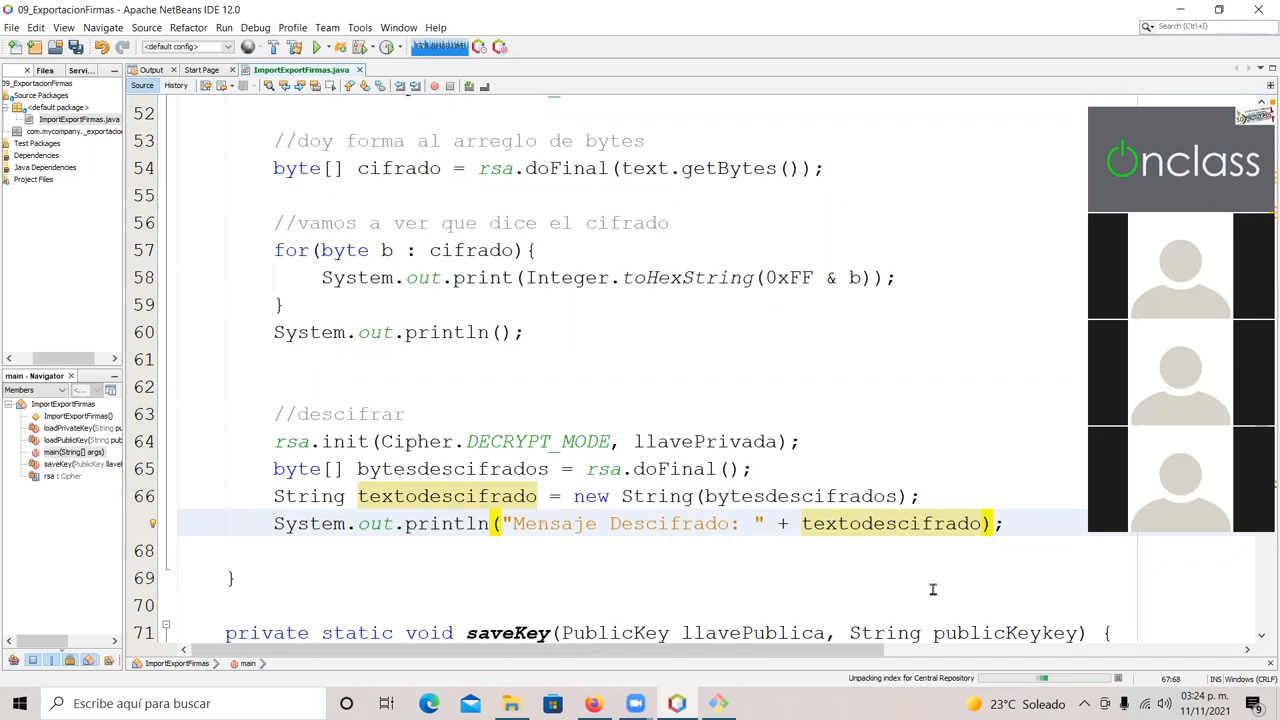 09_ExportacionFirmas - Apache NetBeans IDE 12.0
File Edit View Navigate Source Refactor Run Debug Profile Team Tools Window Help
Search (Ctrl+I)
<default config>
Files Servi...
Output Start Page ImportExportFirmas.java
Source History
09_ExportacionFirmas
Source Packages
<default package>
ImportExportFirmas.java
com.mycompany._exportacio
Test Packages
Dependencies
Java Dependencies
Project Files
main - Navigator
Members <...
ImportExportFirmas
ImportExportFirmas()
loadPrivateKey(String pu
loadPublicKey(String pub
main(String[] args)
saveKey(PublicKey llavel
rsa : Cipher
52
53 //doy forma al arreglo de bytes
54 byte[] cifrado = rsa.doFinal(text.getBytes());
55
56 //vamos a ver que dice el cifrado
57 for(byte b : cifrado){
58 System.out.print(Integer.toHexString(0xFF & b));
59 }
60 System.out.println();
61
62
63 //descifrar
64 rsa.init(Cipher.DECRYPT_MODE, llavePrivada);
65 byte[] bytesdescifrados = rsa.doFinal();
66 String textodescifrado = new String(bytesdescifrados);
System.out.println("Mensaje Descifrado: " + textodescifrado);
68
69 }
70
71 private static void saveKey(PublicKey llavePublica, String publicKeykey) {
Onclass
ImportExportFirmas main
Unpacking index for Central Repository
67:68 INS Windows (CRLF)
Escribe aquí para buscar
23°C Soleado
03:24 p. m.
11/11/2021
9